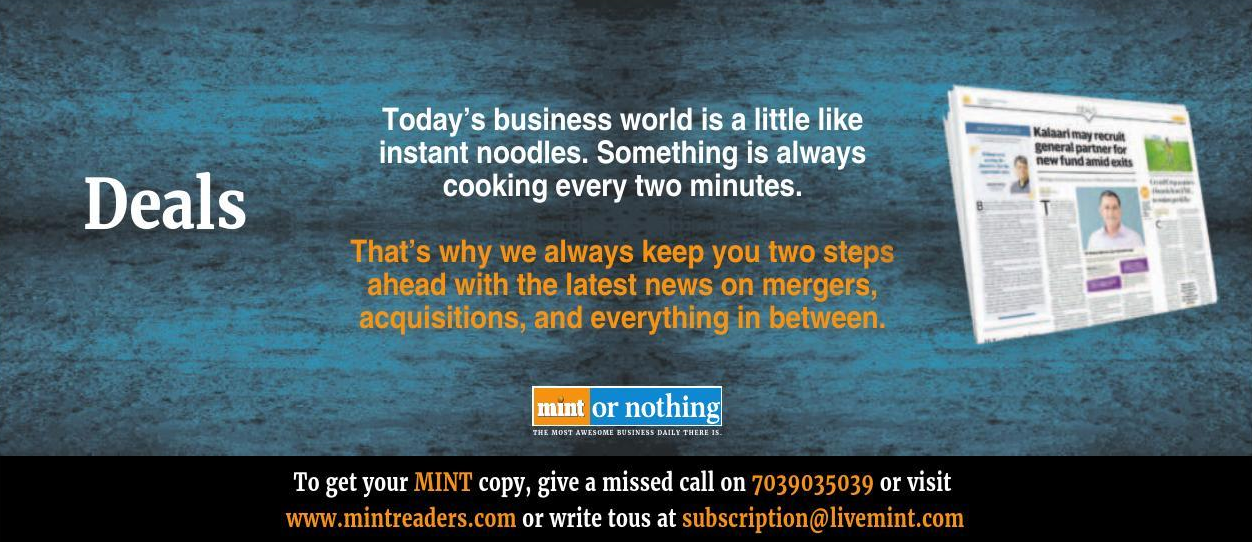 Deals
Today's business world is a little like
instant noodles. Something is always
cooking every two minutes.
That's why we always keep you two steps
ahead with the latest news on mergers,
acquisitions, and everything in between.
Kalaari may recruit
general partner for
new fund amid exits
mint or nothing
THE MOST AWESOME BUSINESS DAILY THERE IS.
To get your MINT copy, give a missed call on 7039035039 or visit
www.mintreaders.com or write tous at subscription@livemint.com